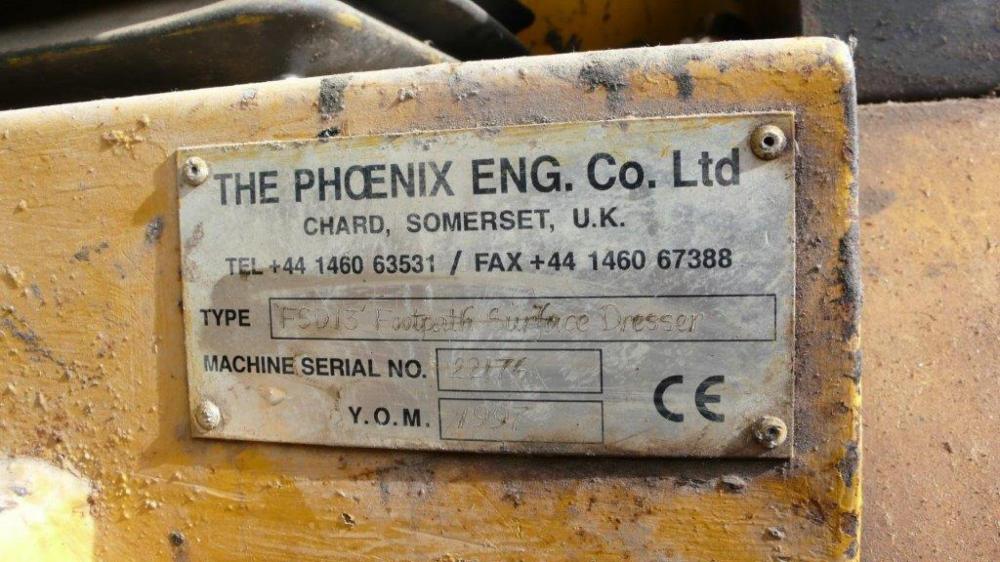 THE PHŒNIX ENG. Co. Ltd
CHARD, SOMERSET, U.K.
TEL +44 1460 63531 / FAX +44 1460 67388
TYPE Footpath Surface Dresser
MACHINE SERIAL NO.
Y.O.M. 1997
CE